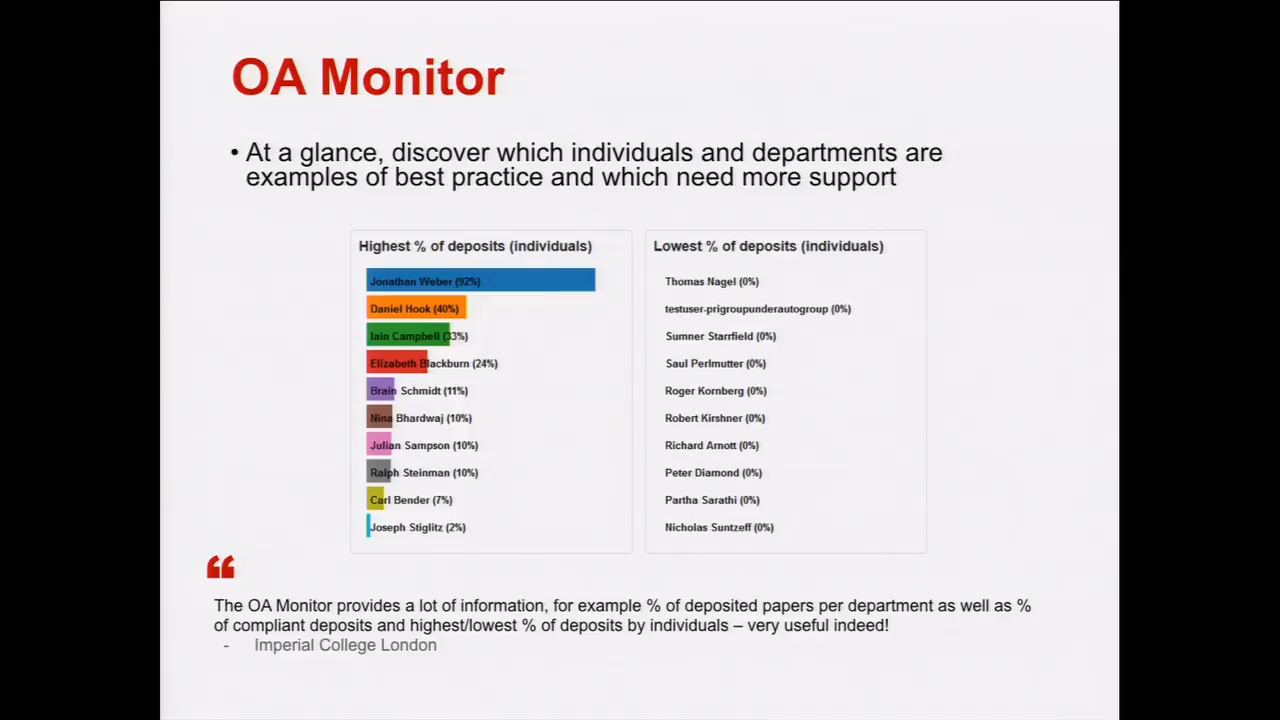 OA Monitor
• At a glance, discover which individuals and departments are
examples of best practice and which need more support
Highest % of deposits (individuals)
Jonathan Weber (92%)
Daniel Hook (40%)
Iain Campbell (33%)
Elizabeth Blackburn (24%)
Brain Schmidt (11%)
Nina Bhardwaj (10%)
Julian Sampson (10%)
Ralph Steinman (10%)
Carl Bender (7%)
Joseph Stiglitz (2%)
Lowest % of deposits (individuals)
Thomas Nagel (0%)
testuser-prigroupunderautogroup (0%)
Sumner Starrfield (0%)
Saul Perlmutter (0%)
Roger Kornberg (0%)
Robert Kirshner (0%)
Richard Arnott (0%)
Peter Diamond (0%)
Partha Sarathi (0%)
Nicholas Suntzeff (0%)
“
The OA Monitor provides a lot of information, for example % of deposited papers per department as well as %
of compliant deposits and highest/lowest % of deposits by individuals – very useful indeed!
- Imperial College London